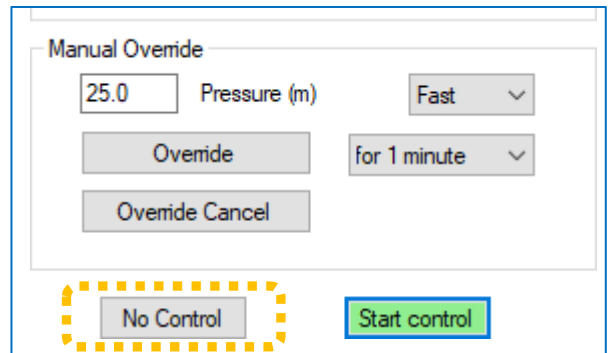 Manual Override
25.0 Pressure (m) Fast
Override for 1 minute
Override Cancel
No Control Start control